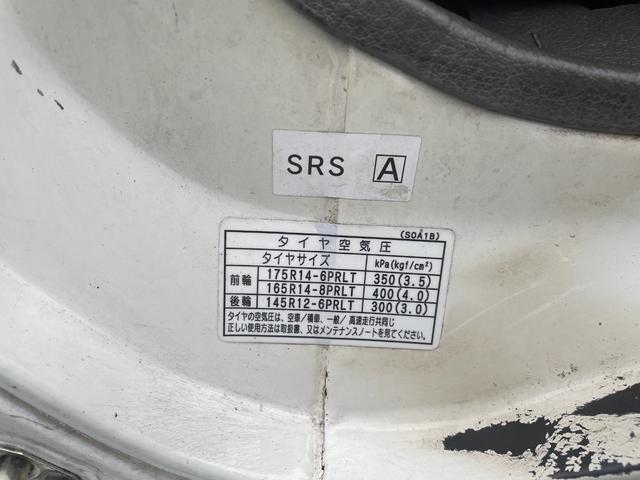 SRS A
(S0A1B)
タイヤ空気圧
タイヤサイズ kPa(kgf/cm²)
前輪 175R14-6PRLT 350(3.5)
165R14-8PRLT 400(4.0)
後輪 145R12-6PRLT 300(3.0)
タイヤの空気圧は、空車/積車、一般/高速走行共同じ
正しい使用方法は取扱書、又はメンテナンスノートを見て下さい。